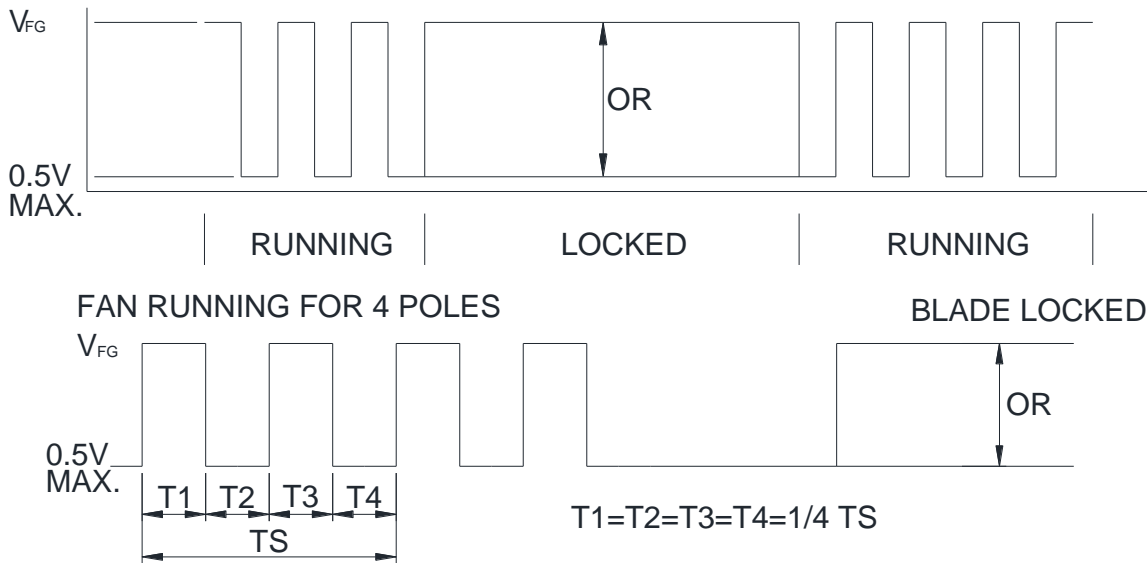 VFG
OR
0.5V
MAX.
RUNNING LOCKED RUNNING
FAN RUNNING FOR 4 POLES BLADE LOCKED
VFG
OR
0.5V
MAX.
T1 T2 T3 T4
T1=T2=T3=T4=1/4 TS
TS